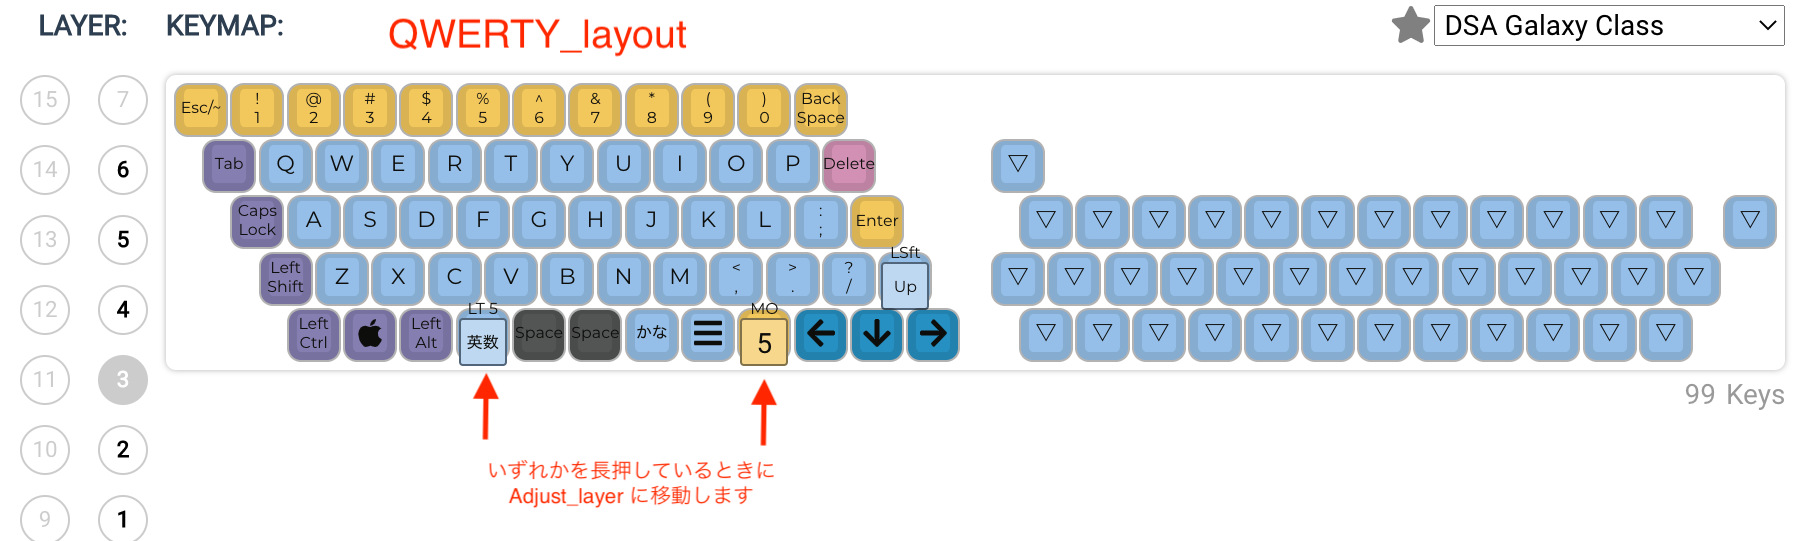 LAYER: KEYMAP: QWERTY_layout DSA Galaxy Class
15 7
Esc/~ ! 1 @ 2 # 3 $ 4 % 5 ^ 6 & 7 * 8 ( 9 ) 0 Back Space
14 6
Tab Q W E R T Y U I O P Delete ▽
13 5
Caps Lock A S D F G H J K L : ; Enter ▽ ▽ ▽ ▽ ▽ ▽ ▽ ▽ ▽ ▽ ▽ ▽ ▽
Left Shift Z X C V B N M < , > . ? / LSft Up ▽ ▽ ▽ ▽ ▽ ▽ ▽ ▽ ▽ ▽ ▽ ▽ ▽
12 4
Left Ctrl Left Alt LT 5 英数 Space Space かな MO 5 ← ↓ → ▽ ▽ ▽ ▽ ▽ ▽ ▽ ▽ ▽ ▽ ▽ ▽
11 3
99 Keys
10 2
いずれかを長押しているときに
Adjust_layer に移動します
9 1